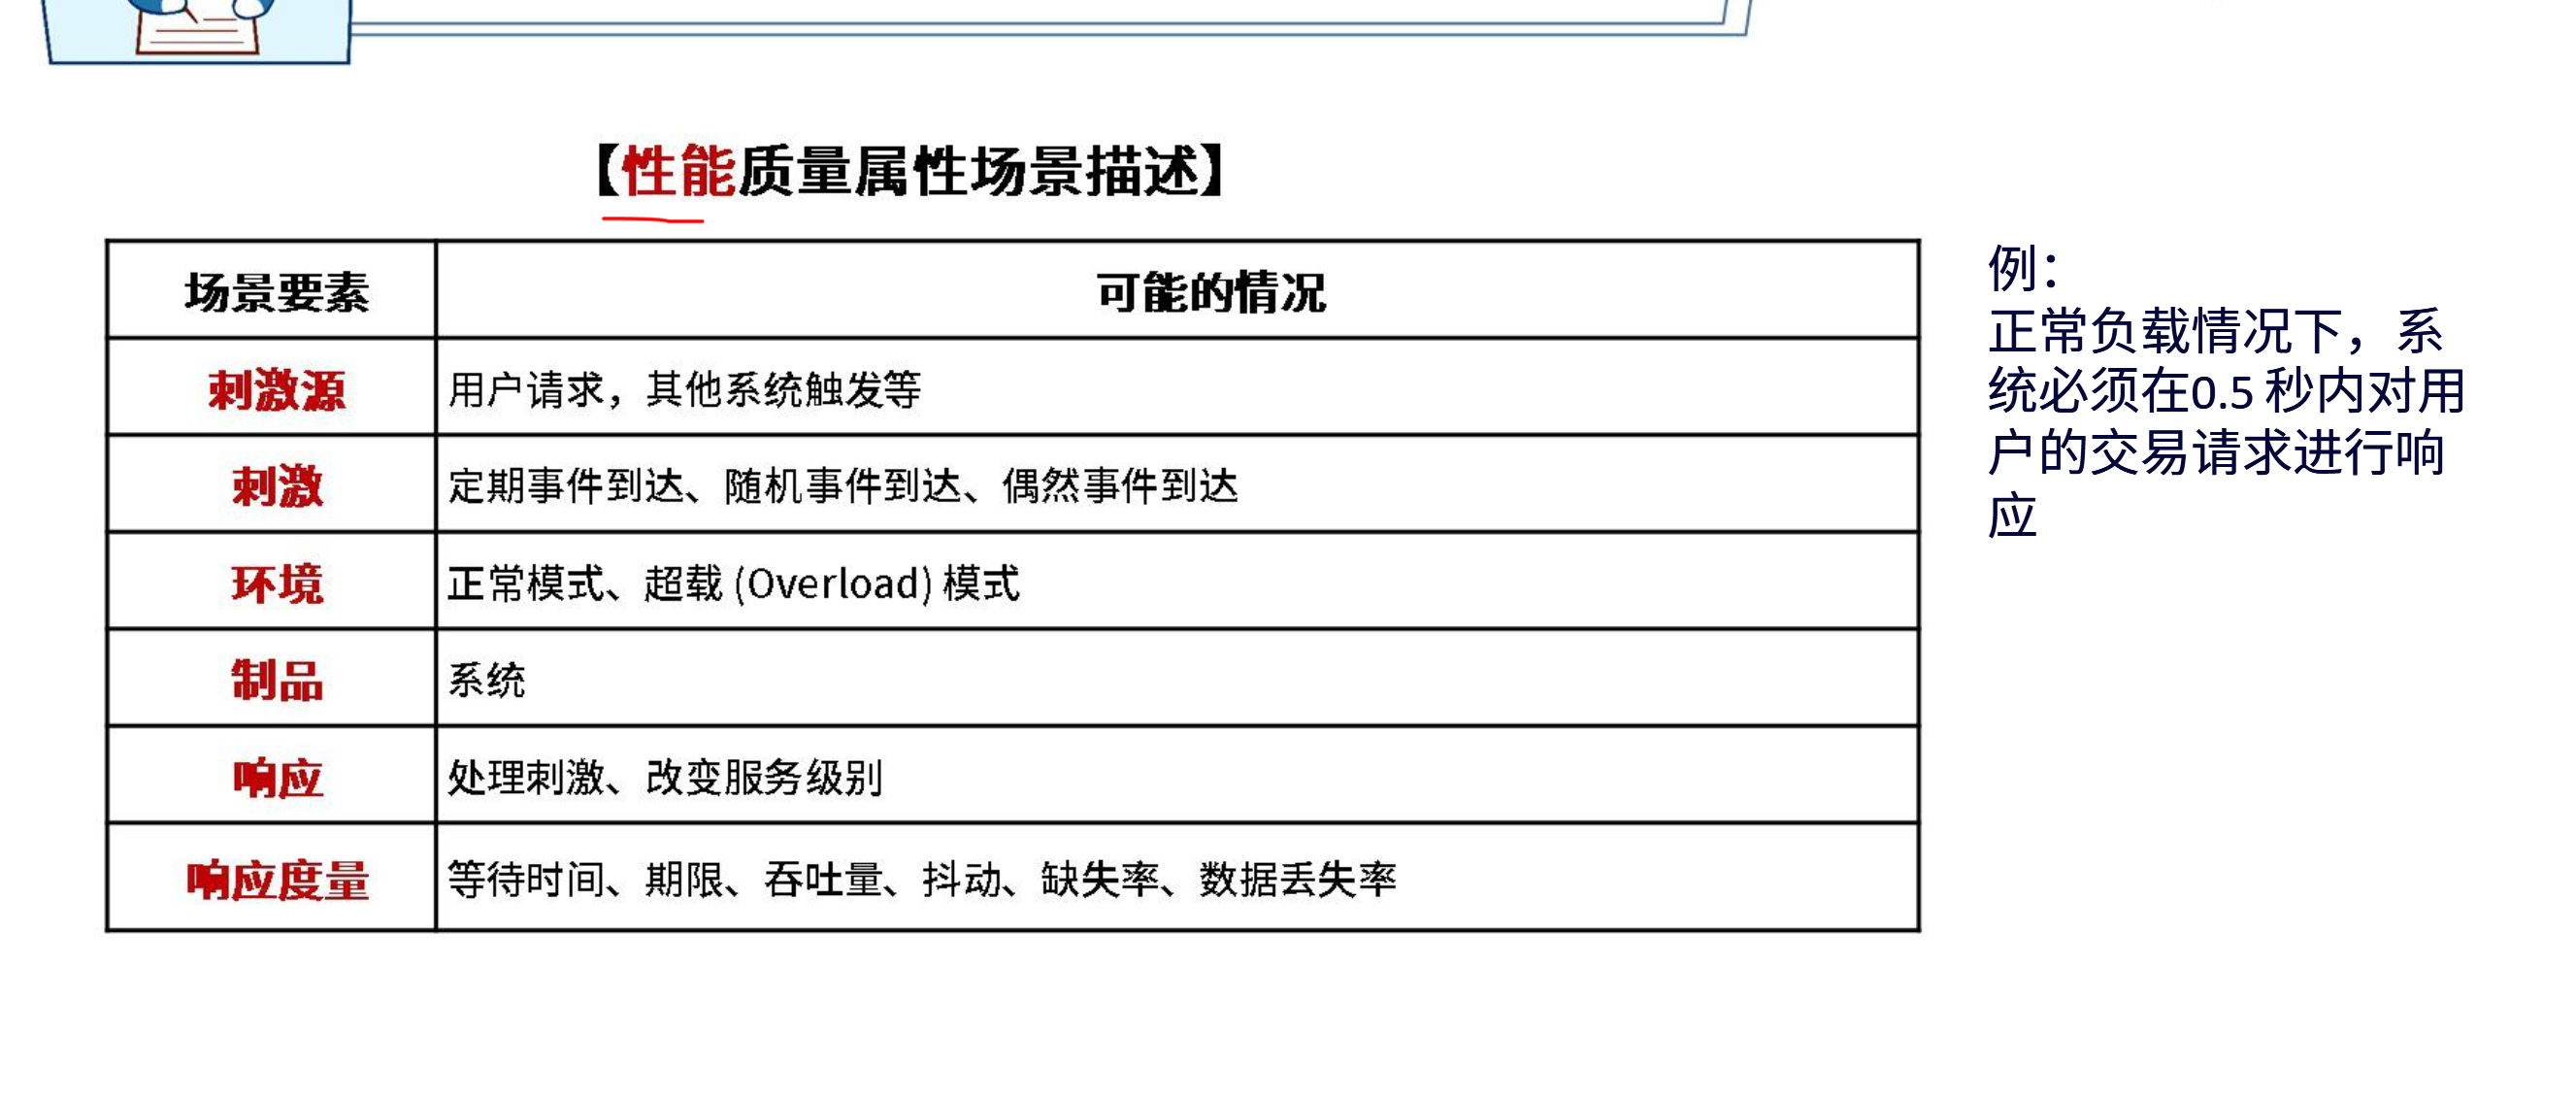 【性能质量属性场景描述】
场景要素 可能的情况
刺激源 用户请求，其他系统触发等
刺激 定期事件到达、随机事件到达、偶然事件到达
环境 正常模式、超载 (Overload) 模式
制品 系统
响应 处理刺激、改变服务级别
响应度量 等待时间、期限、吞吐量、抖动、缺失率、数据丢失率
例：
正常负载情况下，系
统必须在0.5 秒内对用
户的交易请求进行响
应